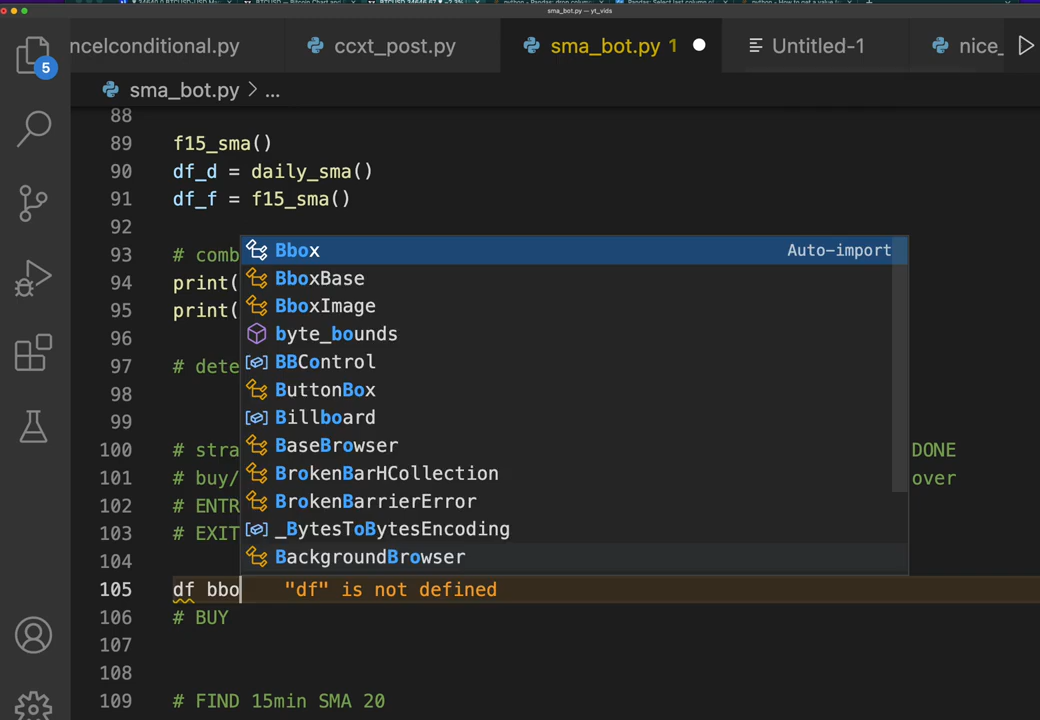 sma_bot.py — yt_vids
ncelconditional.py ccxt_post.py sma_bot.py 1 Untitled-1 nice_
5
sma_bot.py > ...
88
89 f15_sma()
90 df_d = daily_sma()
91 df_f = f15_sma()
92
93 # comb
94 print(
95 print(
96
97 # dete
98
99
100 # stra DONE
101 # buy/ over
102 # ENTR
103 # EXIT
104
Bbox Auto-import
BboxBase
BboxImage
byte_bounds
BBControl
ButtonBox
Billboard
BaseBrowser
BrokenBarHCollection
BrokenBarrierError
_BytesToBytesEncoding
BackgroundBrowser
105 df bbo "df" is not defined
106 # BUY
107
108
109 # FIND 15min SMA 20